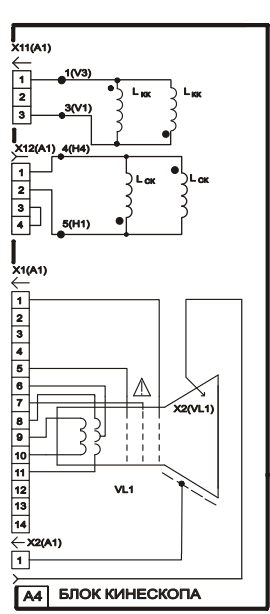 X11(A1)
1 1(V3)
2 Lкк Lкк
3 3(V1)
X12(A1) 4(H4)
1
2 Lск Lск
3
4 5(H1)
X1(A1)
1
2
3
4
5
6
7
8 X2(VL1)
9
10
11
12 VL1
13
14
X2(A1)
1
A4 БЛОК КИНЕСКОПА